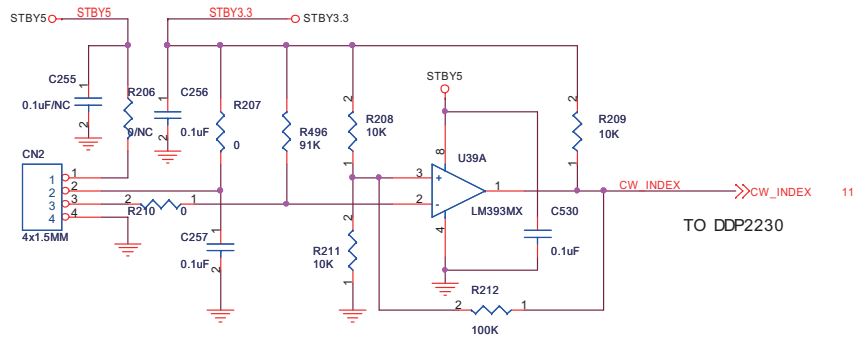 STBY5 STBY5 STBY3.3 STBY3.3
C255 1 0.1uF/NC 2
R206 0/NC
C256 1 0.1uF 2
R207 0
R496 91K
2 R208 10K 1
STBY5
2 R209 10K 1
CN2
1 1
2 2
3 3
4 4
4x1.5MM
2 R210 0 1
C257 1 0.1uF 2
2 R211 10K 1
3 + 8 U39A 1
2 - 4 LM393MX
C530 0.1uF
CW_INDEX CW_INDEX 11
TO DDP2230
2 R212 1
100K